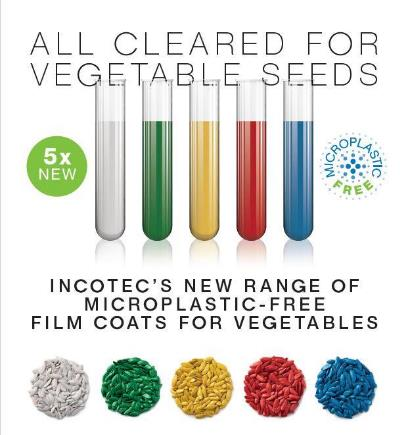 ALL CLEARED FOR
VEGETABLE SEEDS
5x
NEW
MICROPLASTIC
FREE
INCOTEC'S NEW RANGE OF
MICROPLASTIC-FREE
FILM COATS FOR VEGETABLES